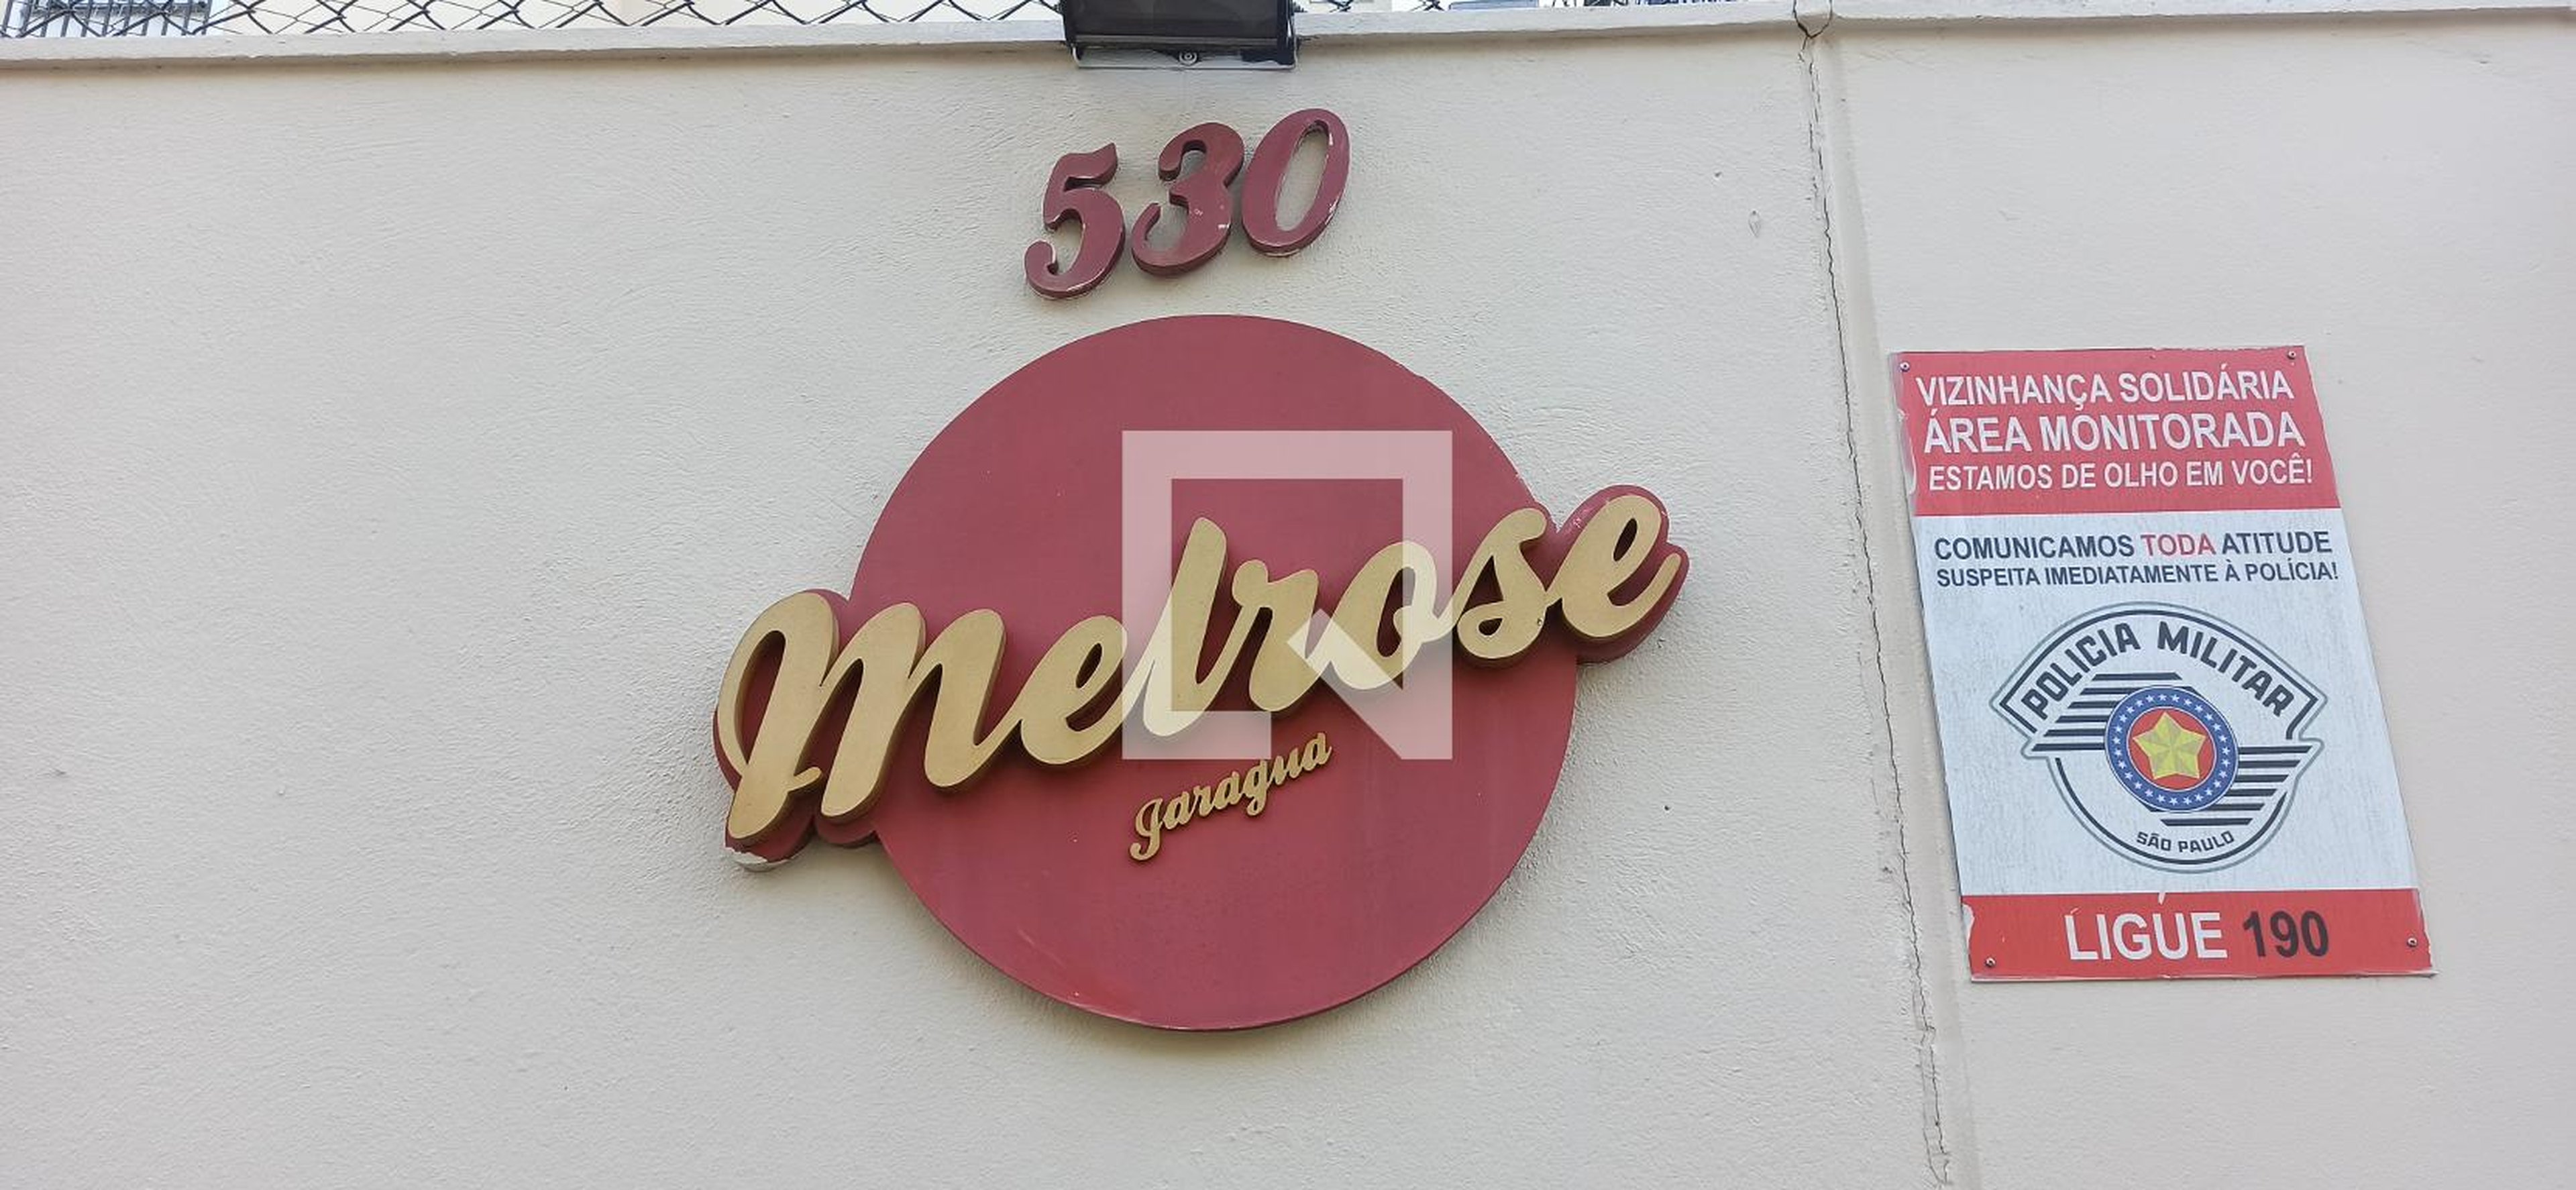 530
Melrose
Jaragua
VIZINHANÇA SOLIDÁRIA
ÁREA MONITORADA
ESTAMOS DE OLHO EM VOCÊ!
COMUNICAMOS TODA ATITUDE
SUSPEITA IMEDIATAMENTE À POLÍCIA!
POLICIA MILITAR
SÃO PAULO
LIGUE 190